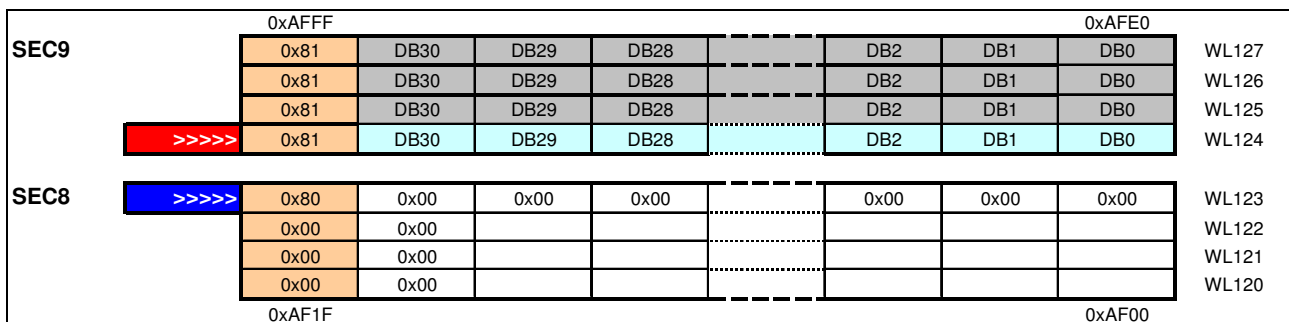 0xAFFF 0xAFE0
SEC9 0x81 DB30 DB29 DB28 DB2 DB1 DB0 WL127
0x81 DB30 DB29 DB28 DB2 DB1 DB0 WL126
0x81 DB30 DB29 DB28 DB2 DB1 DB0 WL125
>>>>> 0x81 DB30 DB29 DB28 DB2 DB1 DB0 WL124
SEC8 >>>>> 0x80 0x00 0x00 0x00 0x00 0x00 0x00 WL123
0x00 0x00 WL122
0x00 0x00 WL121
0x00 0x00 WL120
0xAF1F 0xAF00